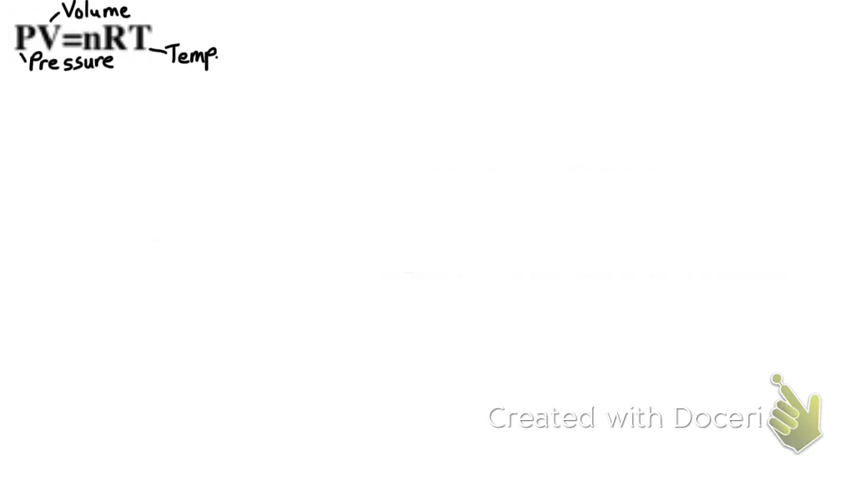 Volume
PV=nRT
Pressure
Temp.
Created with Doceri